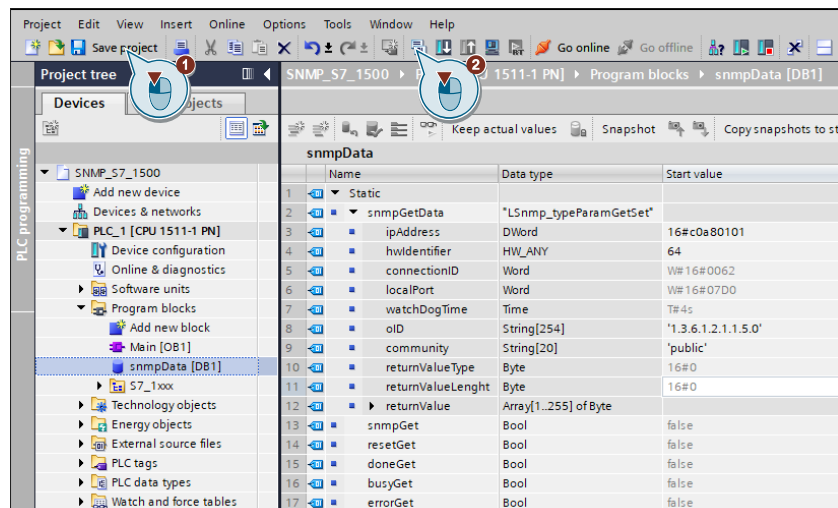 Project Edit View Insert Online Options Tools Window Help
Save project Go online Go offline
1 2
Project tree SNMP_S7_1500 CPU 1511-1 PN] Program blocks snmpData [DB1]
Devices
Keep actual values Snapshot Copy snapshots to st
PLC programming
snmpData
Name Data type Start value
SNMP_S7_1500 1 Static
Add new device 2 snmpGetData "LSnmp_typeParamGetSet"
Devices & networks 3 ipAddress DWord 16#c0a80101
PLC_1 [CPU 1511-1 PN] 4 hwIdentifier HW_ANY 64
Device configuration 5 connectionID Word W#16#0062
Online & diagnostics 6 localPort Word W#16#07D0
Software units 7 watchDogTime Time T#4s
Program blocks 8 oID String[254] '1.3.6.1.2.1.1.5.0'
Add new block 9 community String[20] 'public'
Main [OB1] 10 returnValueType Byte 16#0
snmpData [DB1] 11 returnValueLenght Byte 16#0
S7_1xxx 12 returnValue Array[1..255] of Byte
Technology objects 13 snmpGet Bool false
Energy objects 14 resetGet Bool false
External source files 15 doneGet Bool false
PLC tags 16 busyGet Bool false
PLC data types 17 errorGet Bool false
Watch and force tables